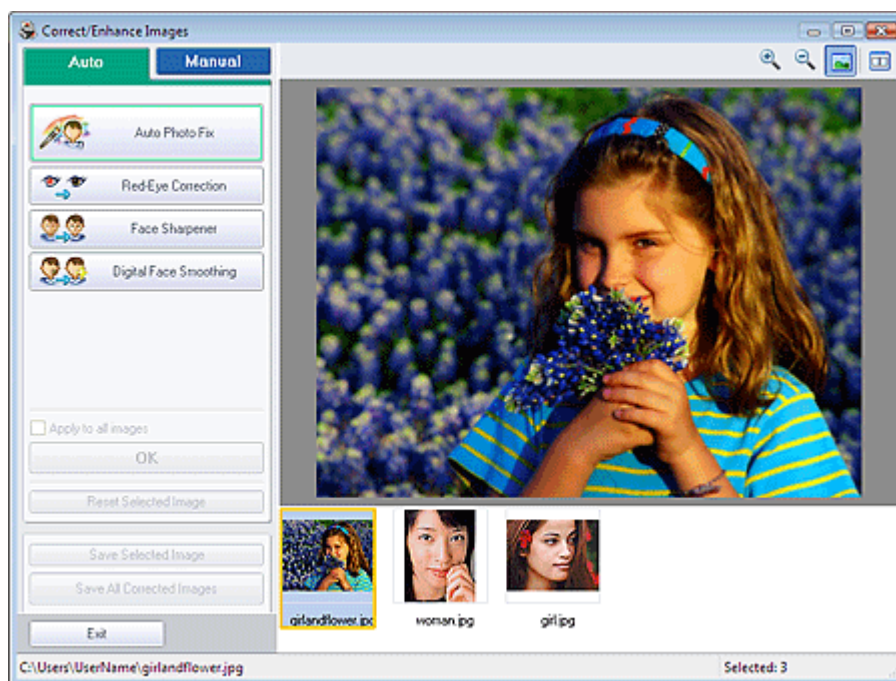 Correct/Enhance Images
Auto
Manual
Auto Photo Fix
Red-Eye Correction
Face Sharpener
Digital Face Smoothing
Apply to all images
OK
Reset Selected Image
Save Selected Image
Save All Corrected Images
Exit
girlandflower.jpg
woman.jpg
girl.jpg
C:\Users\UserName\girlandflower.jpg
Selected: 3